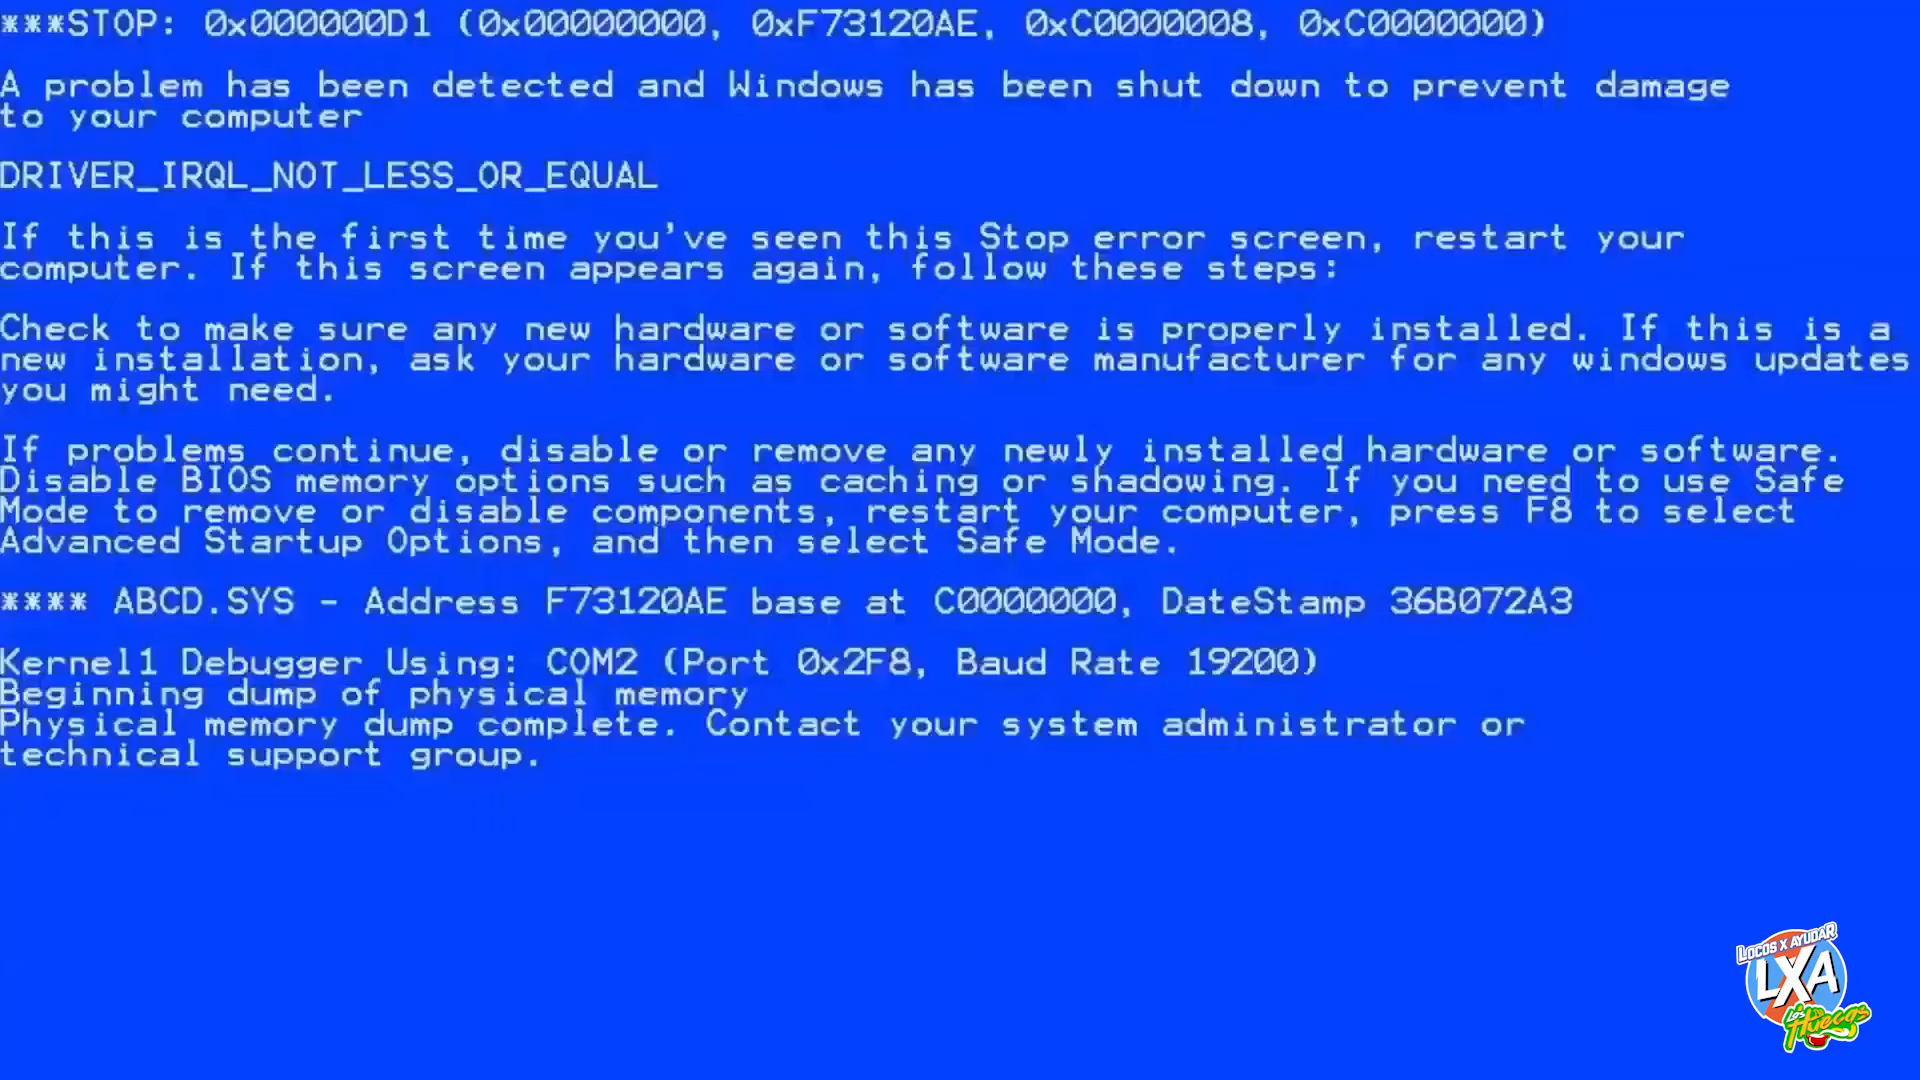 ***STOP: 0x000000D1 (0x00000000, 0xF73120AE, 0xC0000008, 0xC0000000)
A problem has been detected and Windows has been shut down to prevent damage
to your computer
DRIVER_IRQL_NOT_LESS_OR_EQUAL
If this is the first time you've seen this Stop error screen, restart your
computer. If this screen appears again, follow these steps:
Check to make sure any new hardware or software is properly installed. If this is a
new installation, ask your hardware or software manufacturer for any windows updates
you might need.
If problems continue, disable or remove any newly installed hardware or software.
Disable BIOS memory options such as caching or shadowing. If you need to use Safe
Mode to remove or disable components, restart your computer, press F8 to select
Advanced Startup Options, and then select Safe Mode.
**** ABCD.SYS - Address F73120AE base at C0000000, DateStamp 36B072A3
Kernel1 Debugger Using: COM2 (Port 0x2F8, Baud Rate 19200)
Beginning dump of physical memory
Physical memory dump complete. Contact your system administrator or
technical support group.
LOCOS X AYUDAR
LXA
Los Huecas